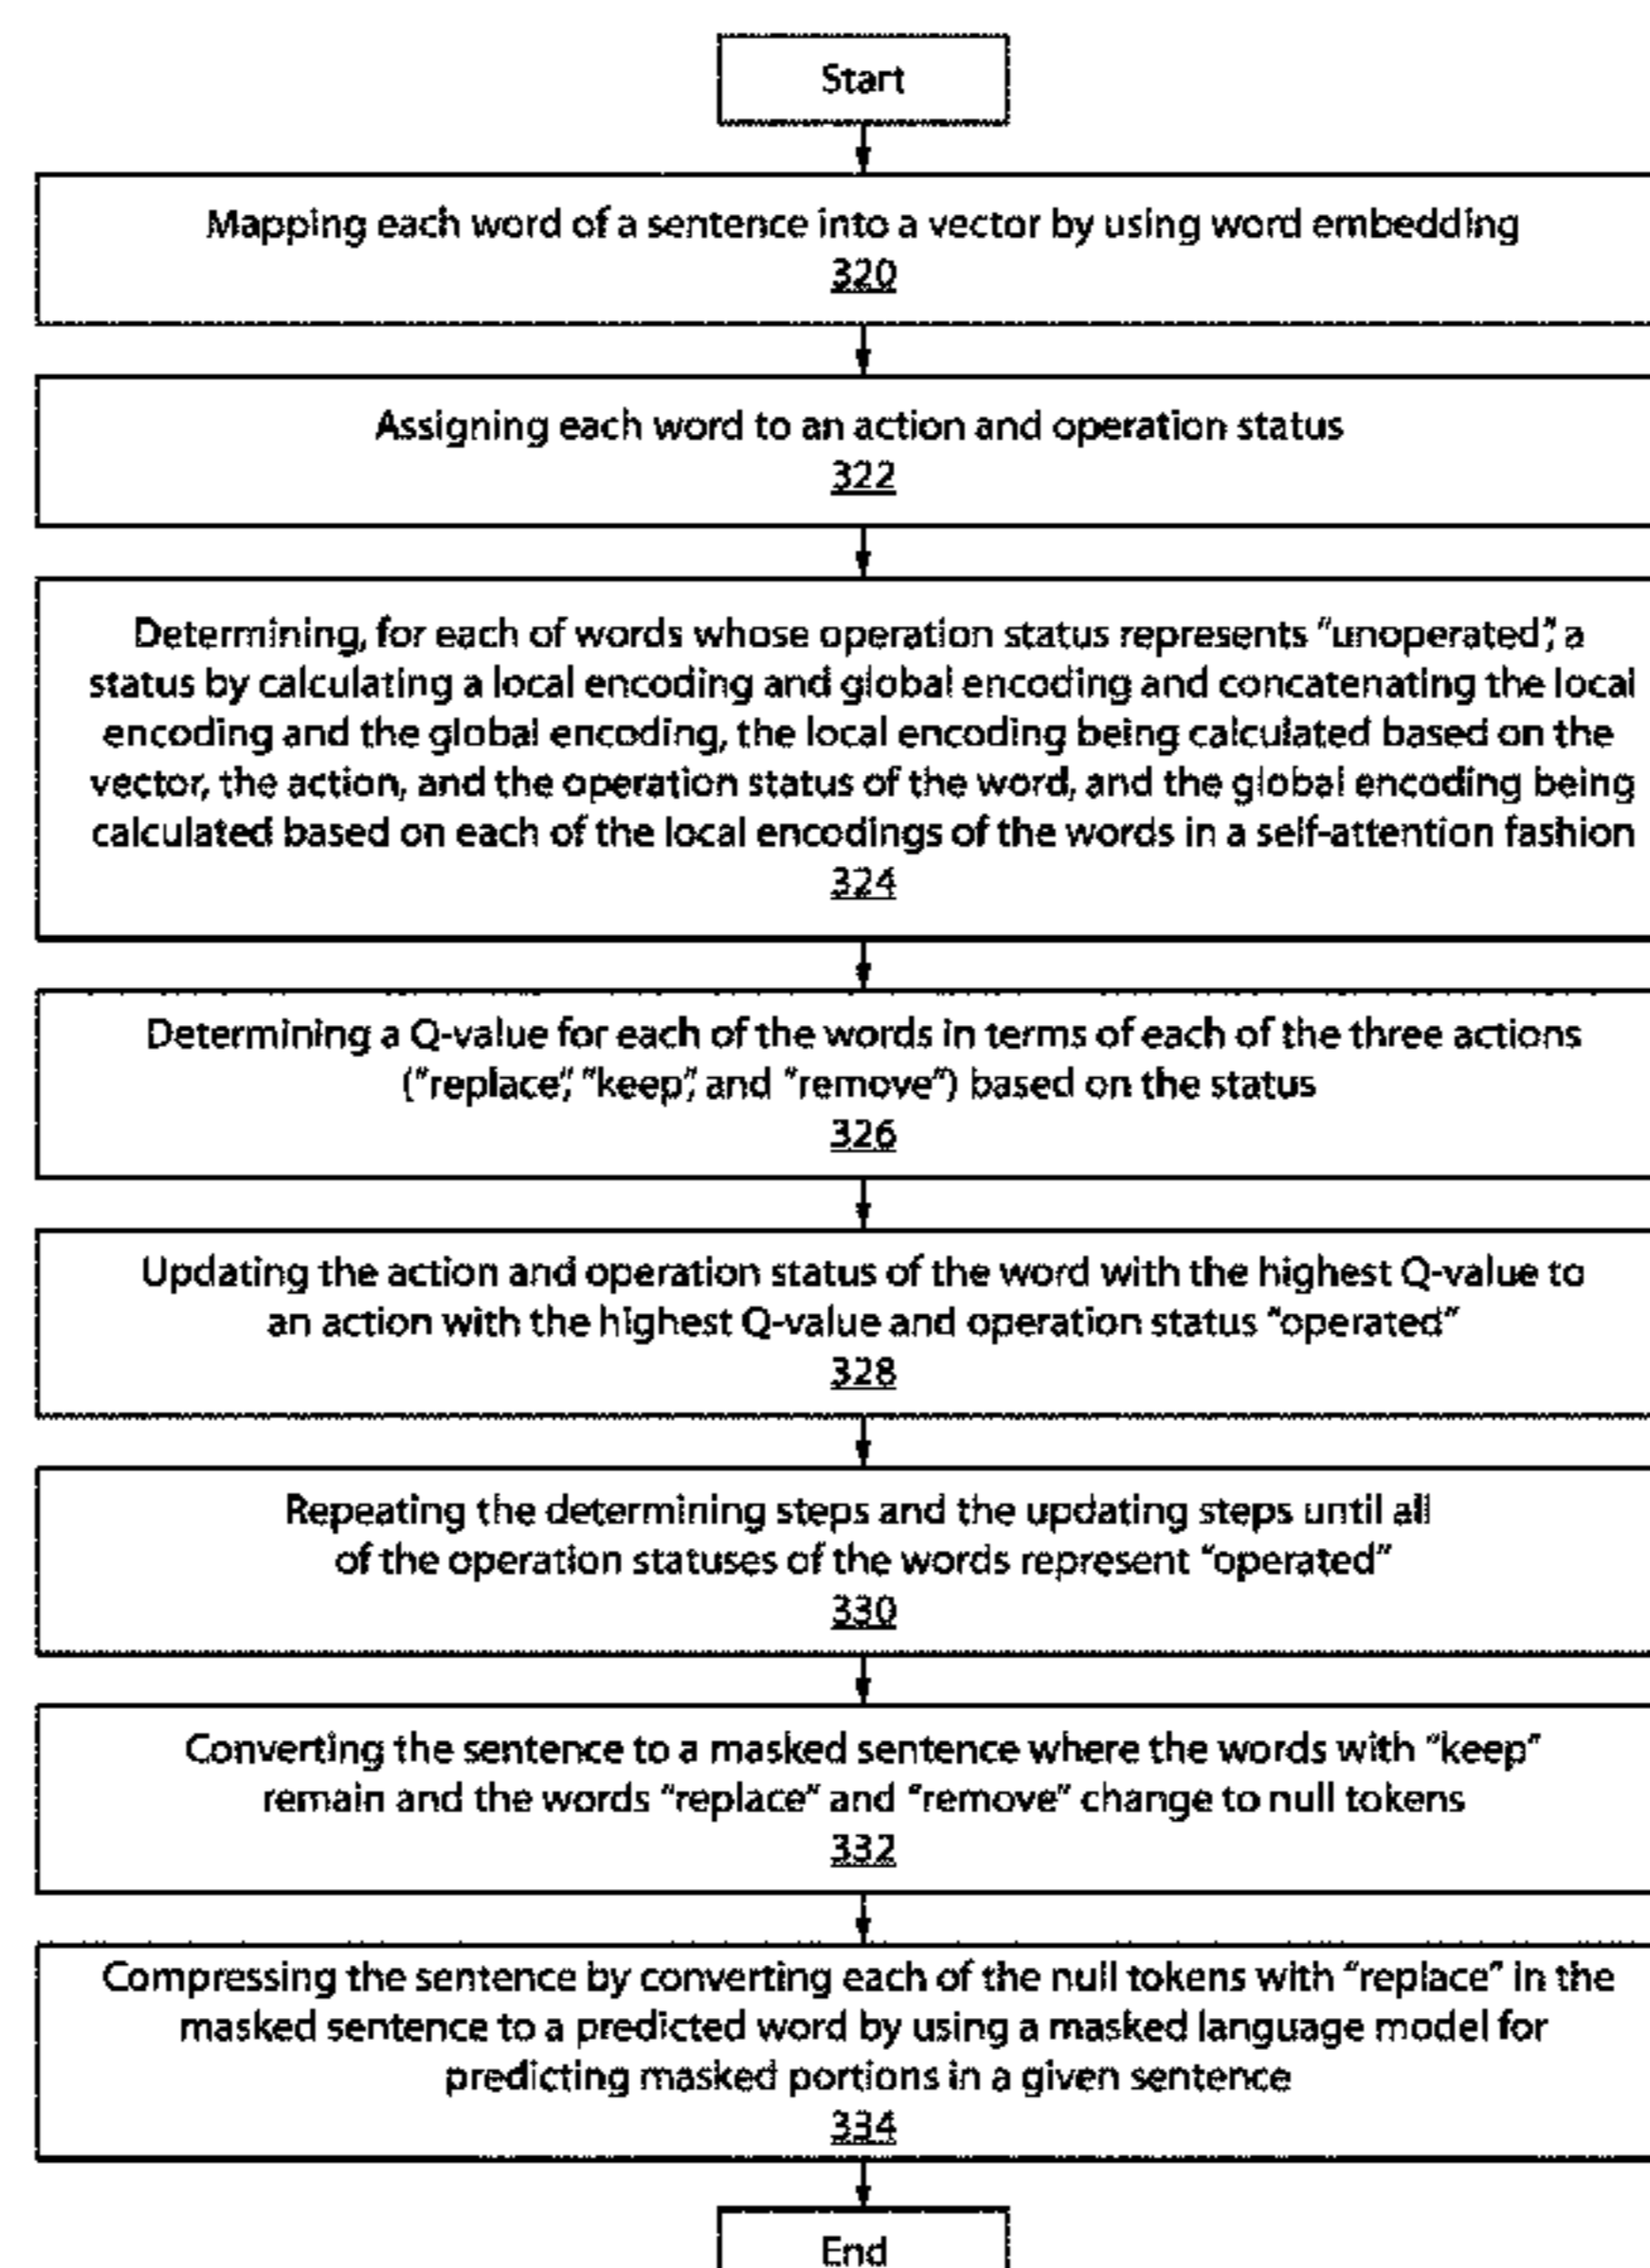 Start
Mapping each word of a sentence into a vector by using word embedding
320
Assigning each word to an action and operation status
322
Determining, for each of words whose operation status represents “unoperated”, a
status by calculating a local encoding and global encoding and concatenating the local
encoding and the global encoding, the local encoding being calculated based on the
vector, the action, and the operation status of the word, and the global encoding being
calculated based on each of the local encodings of the words in a self-attention fashion
324
Determining a Q-value for each of the words in terms of each of the three actions
(“replace”, “keep”, and “remove”) based on the status
326
Updating the action and operation status of the word with the highest Q-value to
an action with the highest Q-value and operation status “operated”
328
Repeating the determining steps and the updating steps until all
of the operation statuses of the words represent “operated”
330
Converting the sentence to a masked sentence where the words with “keep”
remain and the words “replace” and “remove” change to null tokens
332
Compressing the sentence by converting each of the null tokens with “replace” in the
masked sentence to a predicted word by using a masked language model for
predicting masked portions in a given sentence
334
End